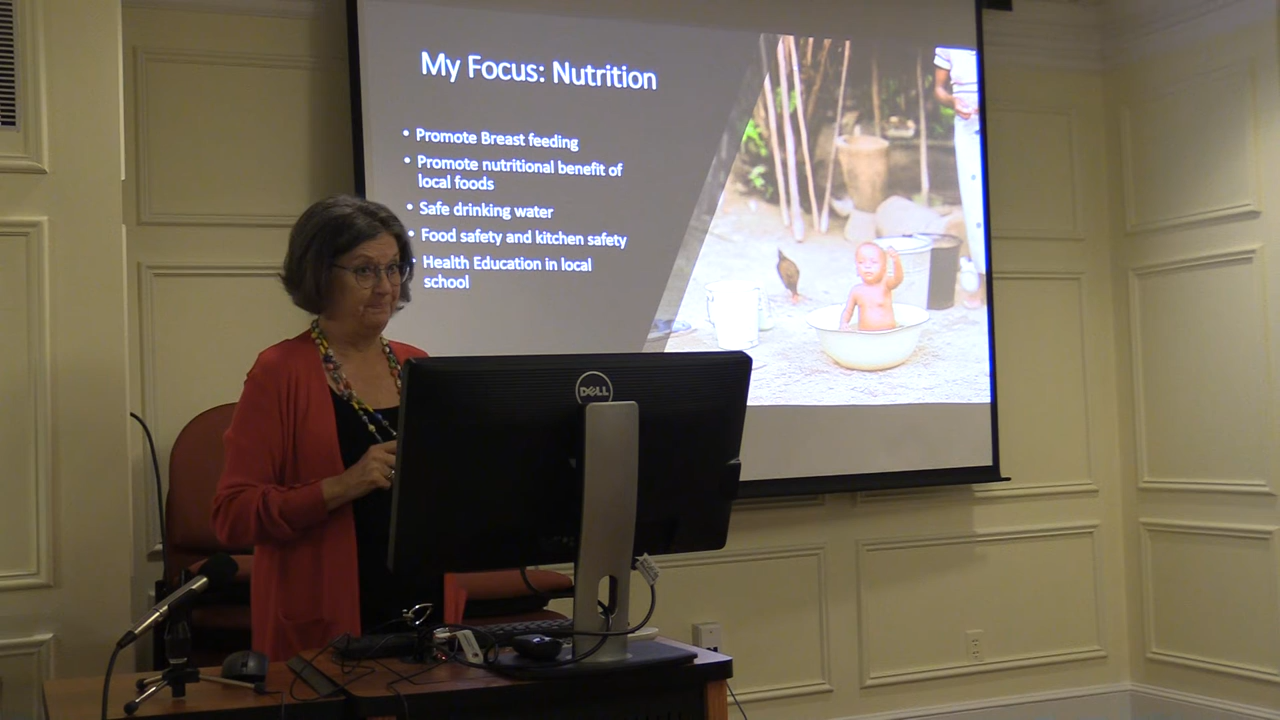 My Focus: Nutrition
• Promote Breast feeding
• Promote nutritional benefit of
local foods
• Safe drinking water
• Food safety and kitchen safety
• Health Education in local
school
DELL